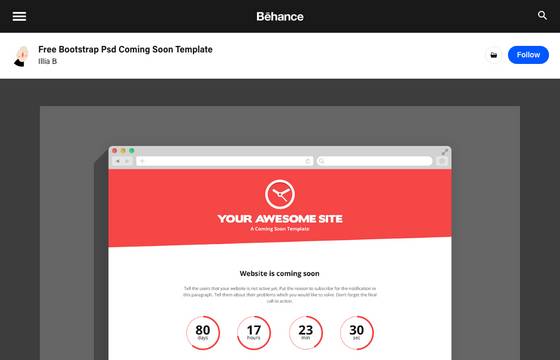 Bēhance
Free Bootstrap Psd Coming Soon Template
Illia B
Follow
YOUR AWESOME SITE
A Coming Soon Template
Website is coming soon
Tell the users that your website is not active yet. Put the reason to subscribe for the notification in
this paragraph. Tell them about their problems which you would like to solve. Don't forget the final
call to action.
80 17 23 30
days hours min sec